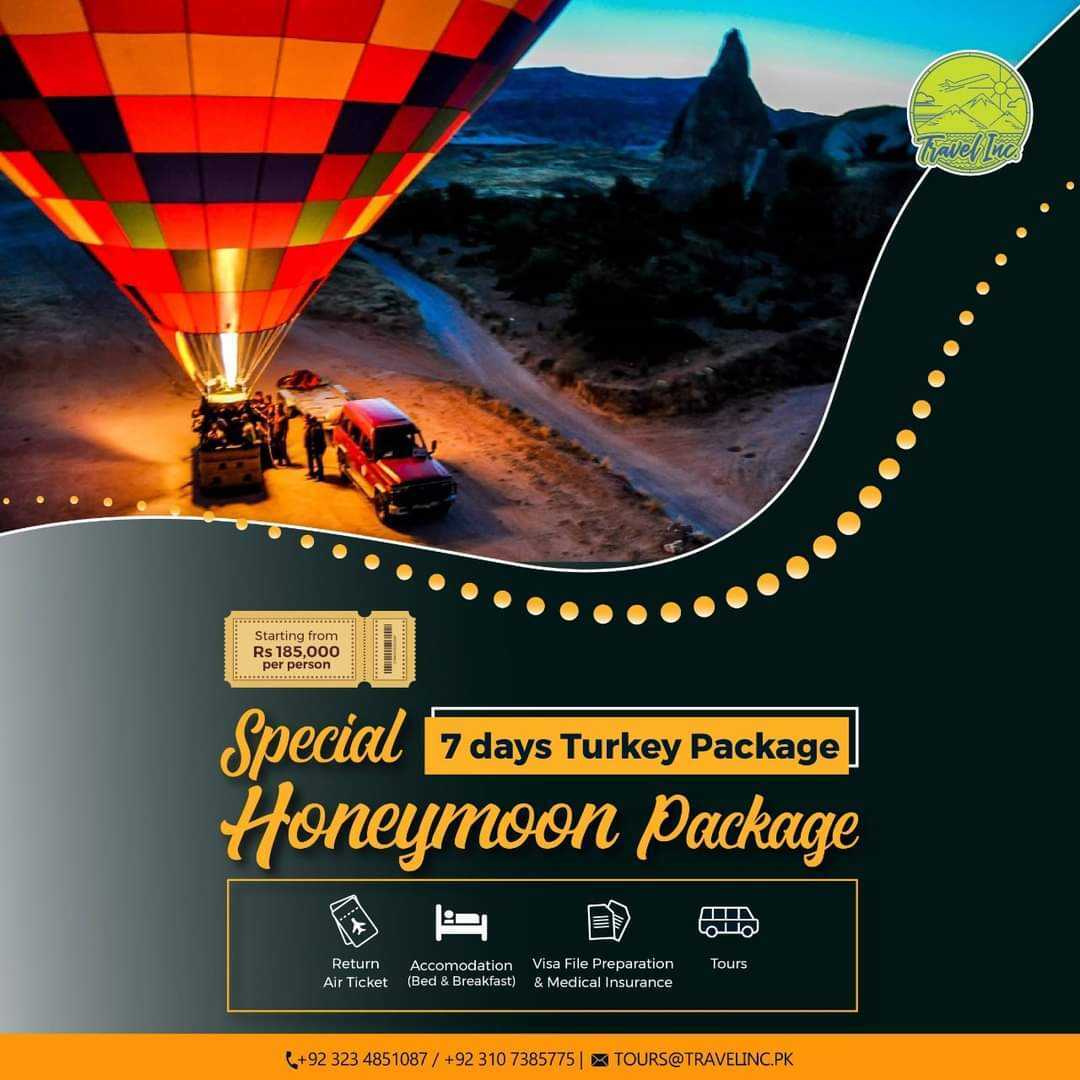 Travel Inc.
Starting from
Rs 185,000
per person
Special
7 days Turkey Package
Honeymoon Package
Return
Air Ticket
Accomodation
(Bed & Breakfast)
Visa File Preparation
& Medical Insurance
Tours
+92 323 4851087 / +92 310 7385775 | TOURS@TRAVELINC.PK